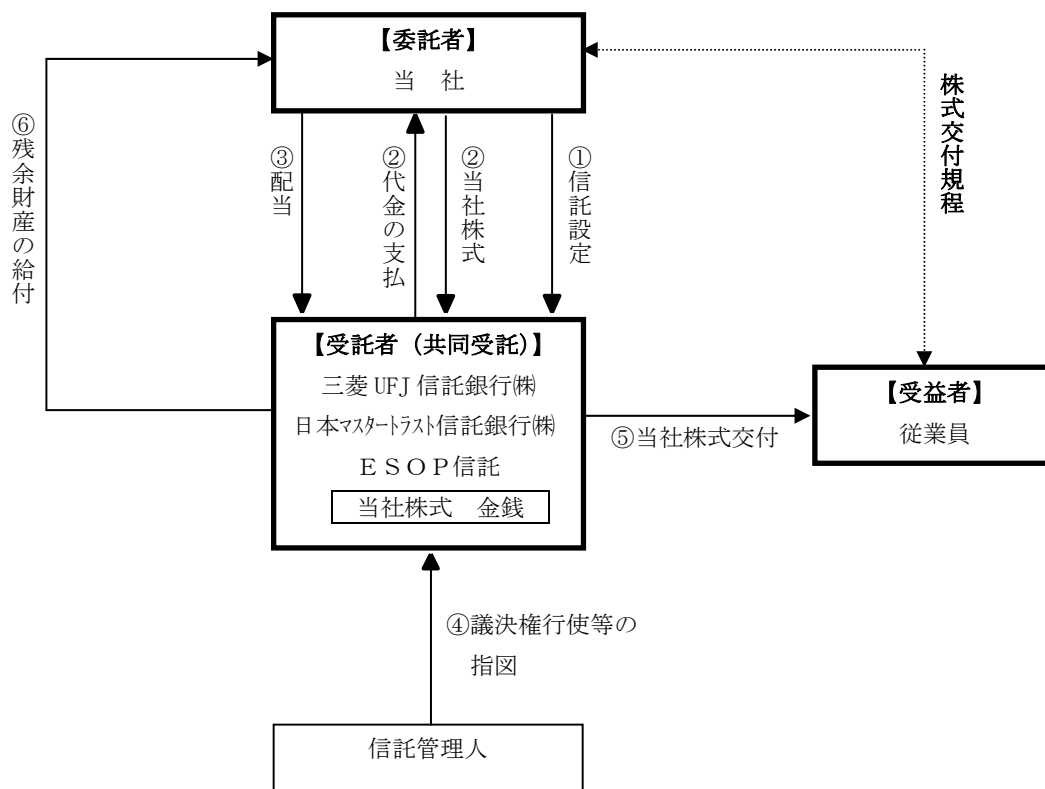 【委託者】
当　社
⑥残余財産の給付
③配当
②代金の支払
②当社株式
①信託設定
株式交付規程
【受託者（共同受託）】
三菱 UFJ 信託銀行㈱
日本ﾏｽﾀｰﾄﾗｽﾄ信託銀行㈱
ＥＳＯＰ信託
当社株式　金銭
⑤当社株式交付
【受益者】
従業員
④議決権行使等の
指図
信託管理人